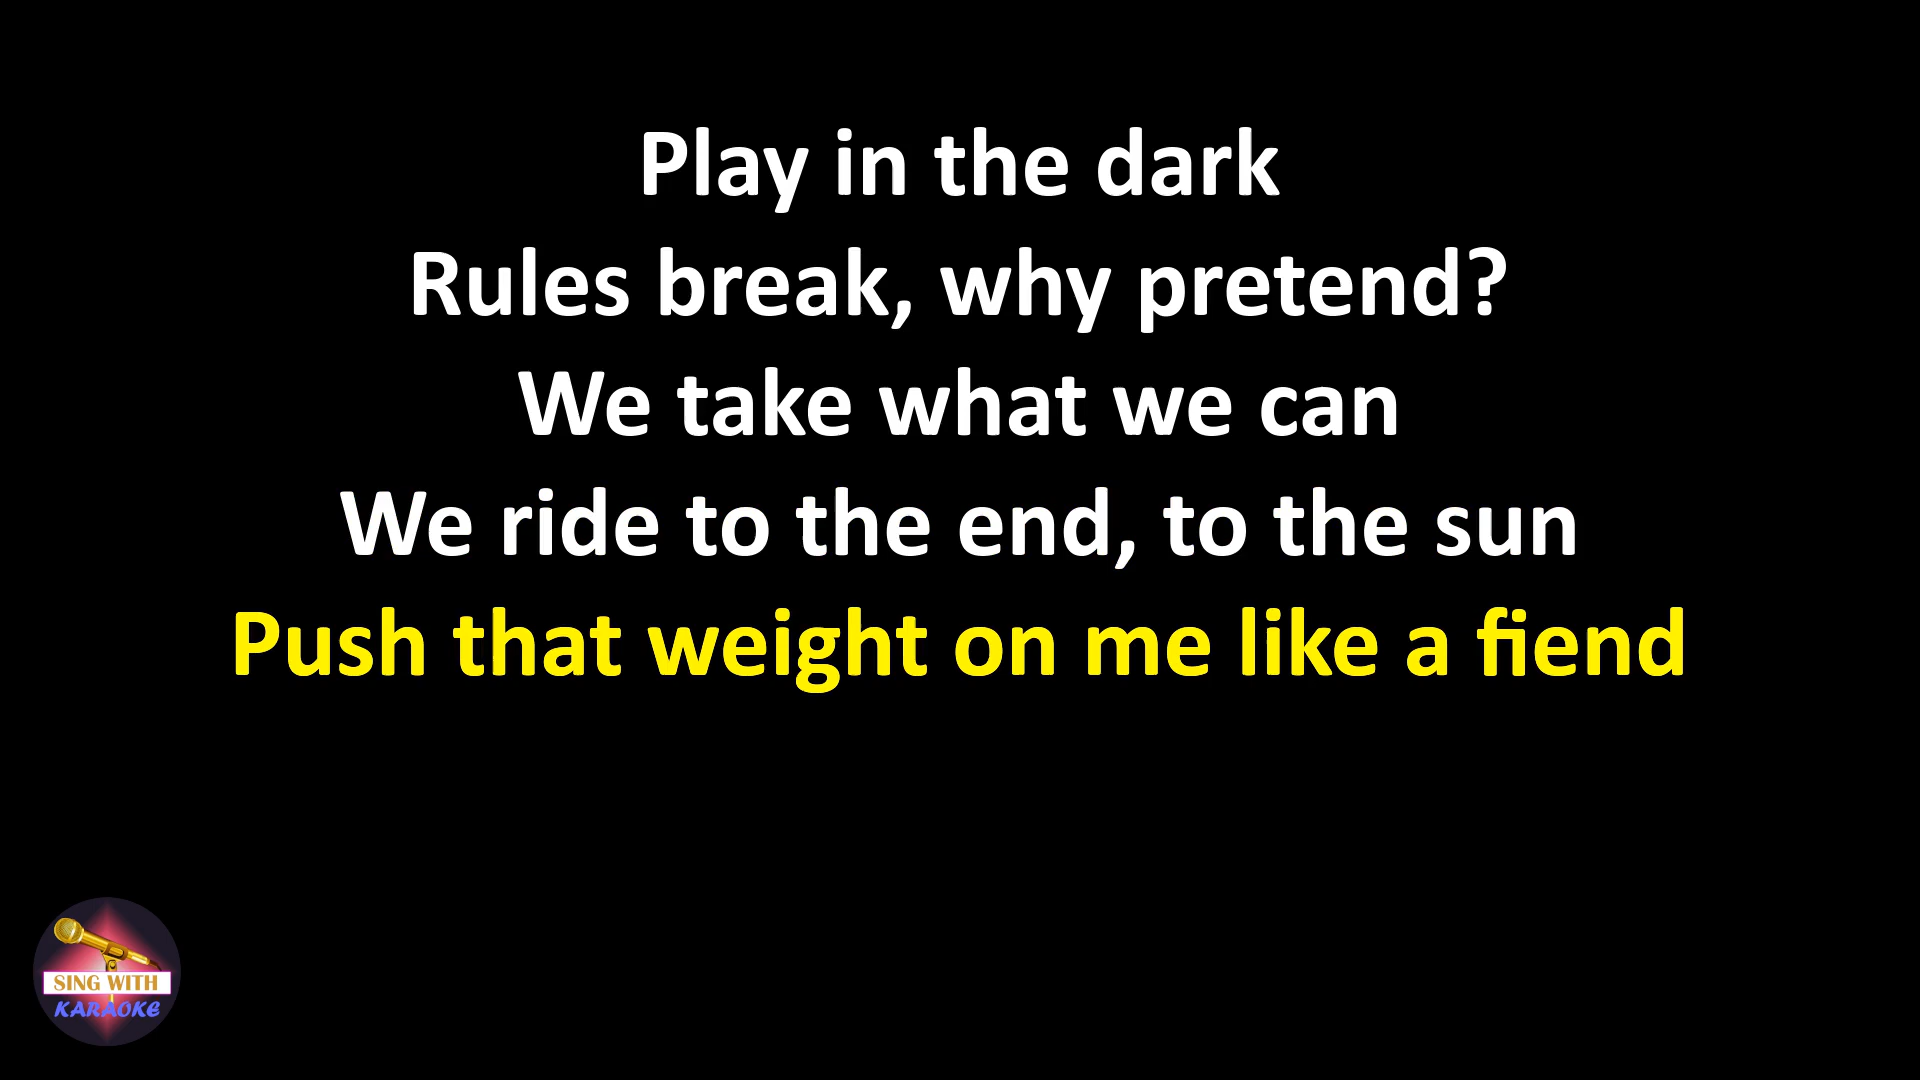 Play in the dark
Rules break, why pretend?
We take what we can
We ride to the end, to the sun
Push that weight on me like a fiend
SING WITH
KARAOKE